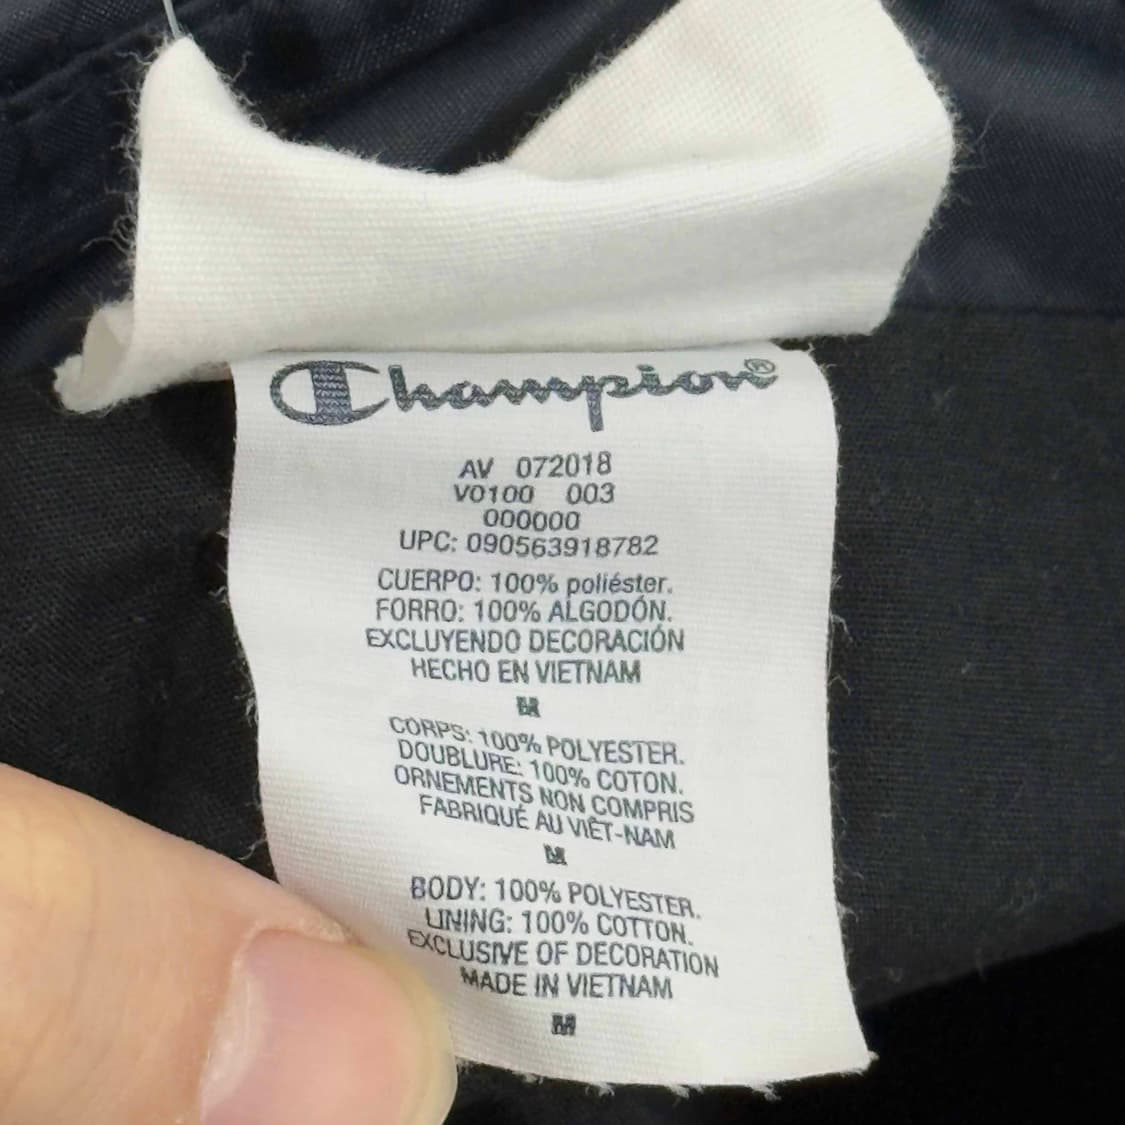 Champion®
AV 072018
V0100 003
000000
UPC: 090563918782
CUERPO: 100% poliéster.
FORRO: 100% ALGODÓN.
EXCLUYENDO DECORACIÓN
HECHO EN VIETNAM
M
CORPS: 100% POLYESTER.
DOUBLURE: 100% COTON.
ORNEMENTS NON COMPRIS
FABRIQUÉ AU VIÊT-NAM
M
BODY: 100% POLYESTER.
LINING: 100% COTTON.
EXCLUSIVE OF DECORATION
MADE IN VIETNAM
M